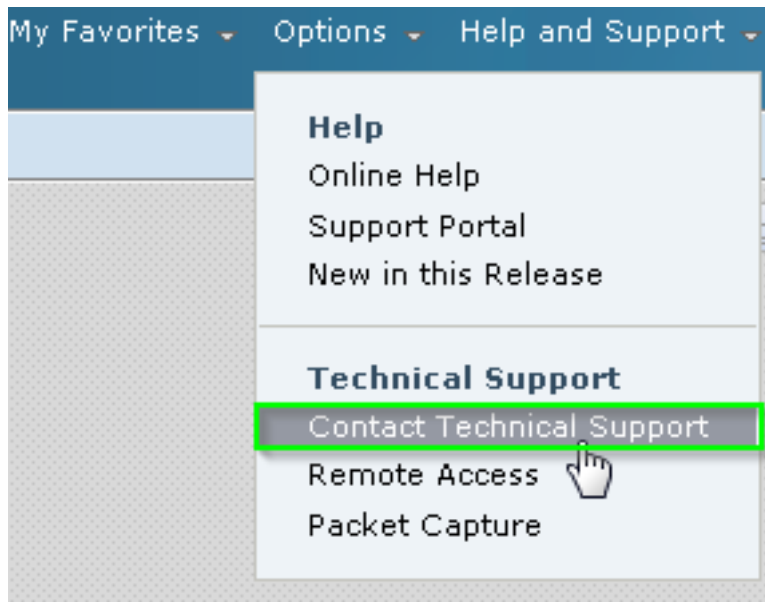 My Favorites Options Help and Support
Help
Online Help
Support Portal
New in this Release
Technical Support
Contact Technical Support
Remote Access
Packet Capture